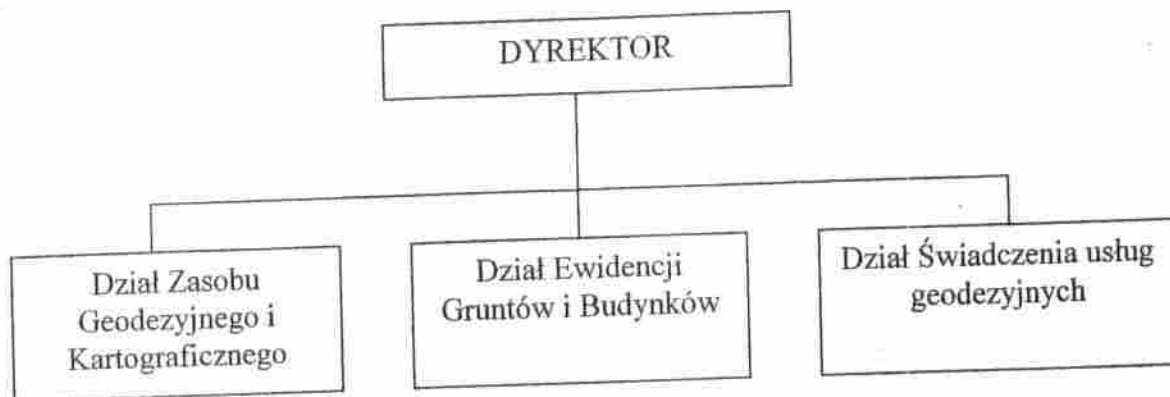 DYREKTOR
Dział Zasobu
Geodezyjnego i
Kartograficznego
Dział Ewidencji
Gruntów i Budynków
Dział Świadczenia usług
geodezyjnych